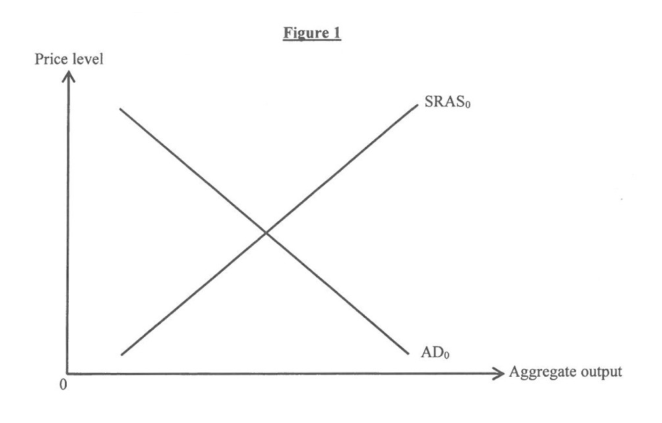 Figure 1
Price level
SRAS₀
AD₀
Aggregate output
0